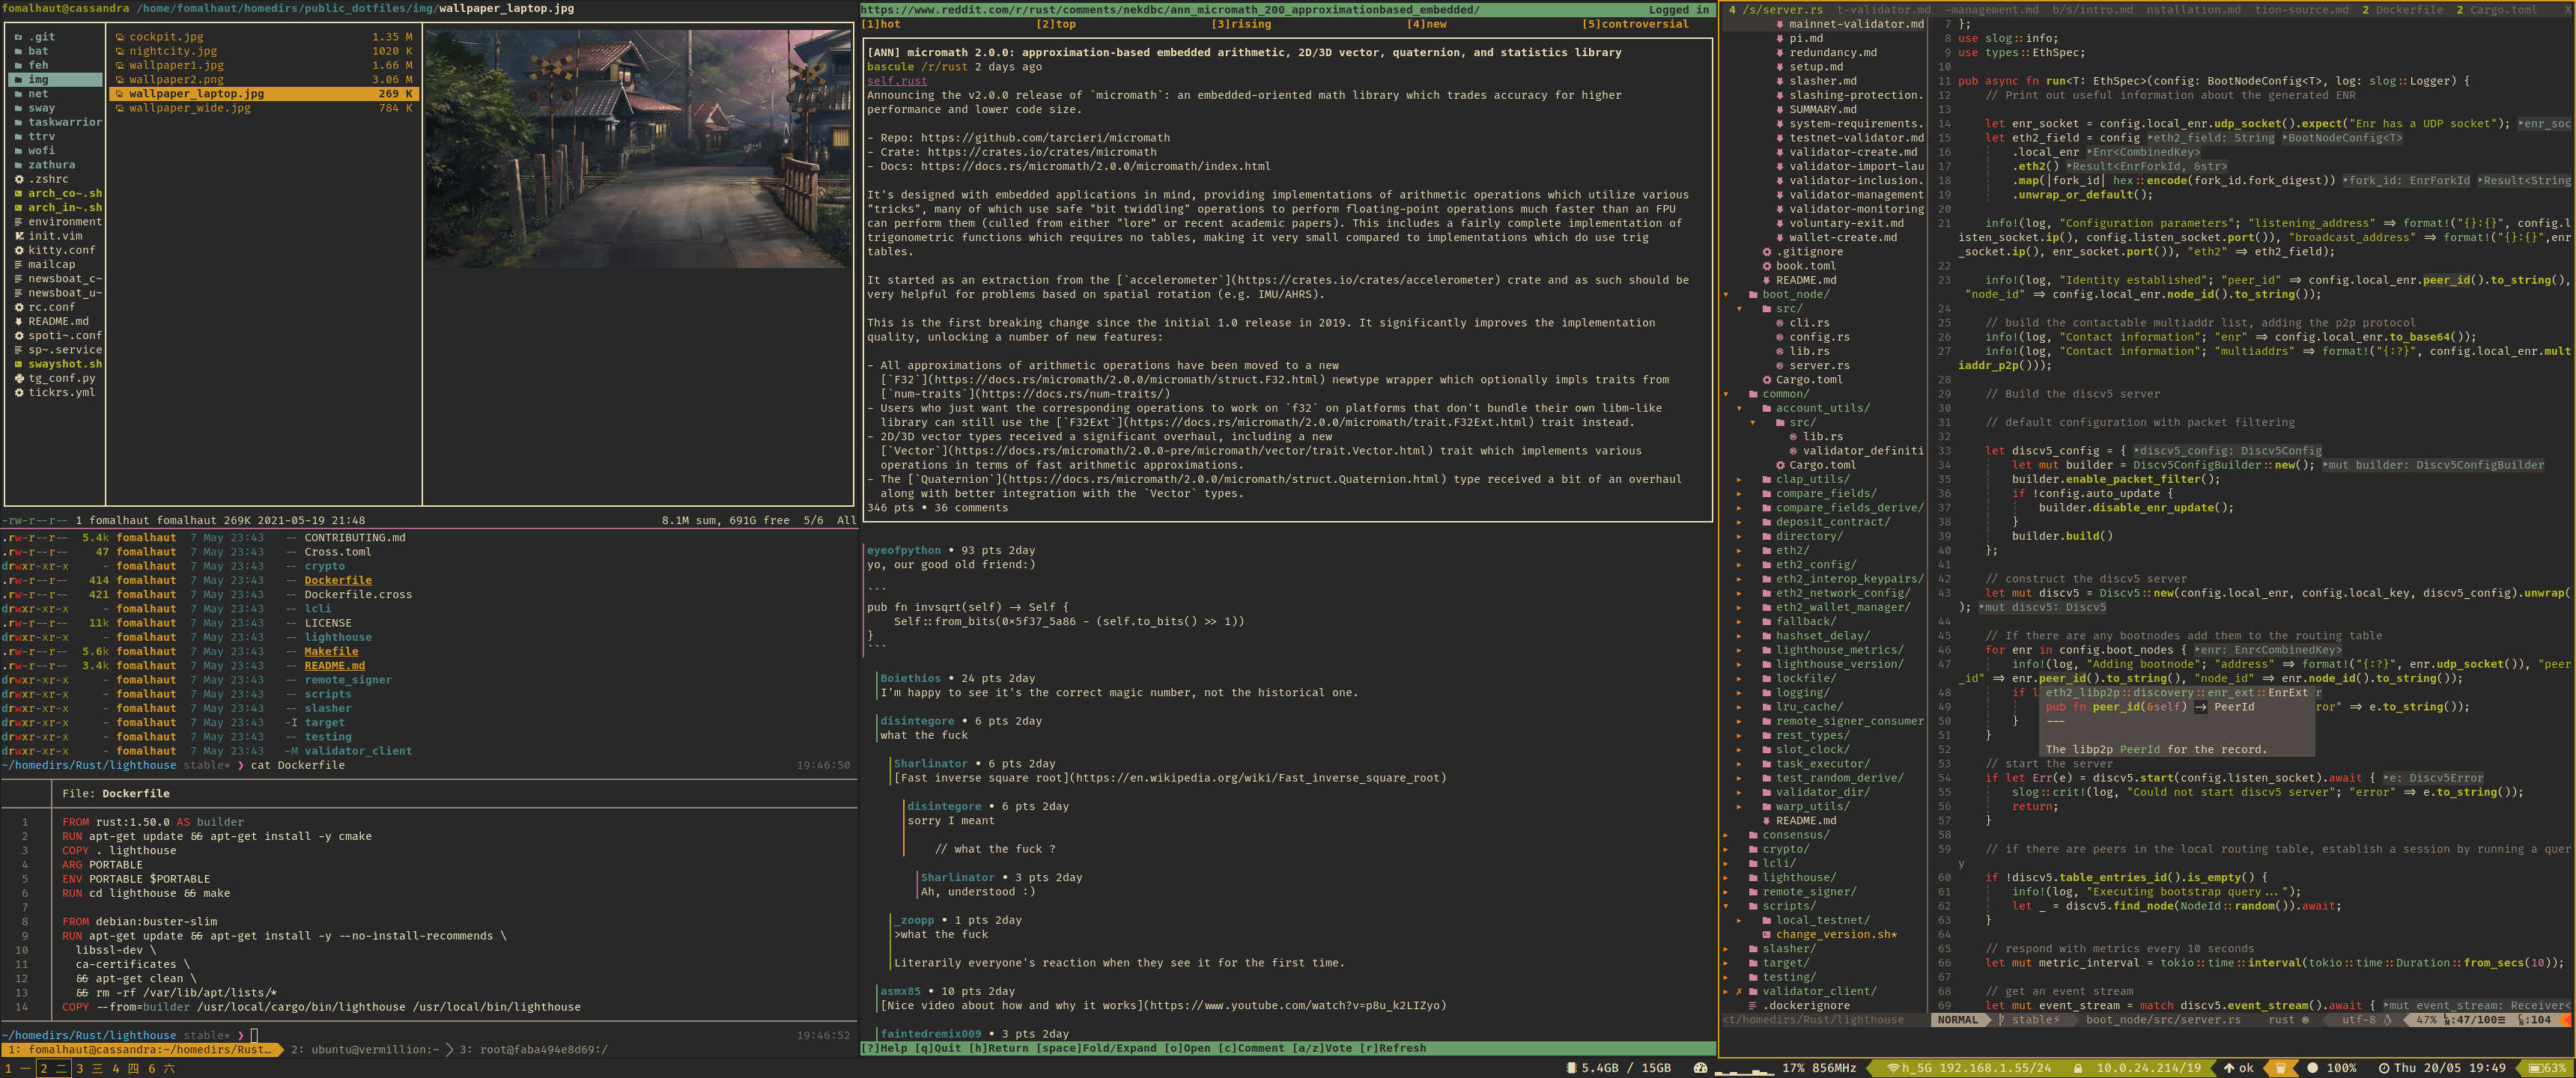 fomalhaut@cassandra /home/fomalhaut/homedirs/public_dotfiles/img/wallpaper_laptop.jpg
.git
bat
feh
img
net
sway
taskwarrior
ttrv
wofi
zathura
.zshrc
arch_co~.sh
arch_in~.sh
environment
init.vim
kitty.conf
mailcap
newsboat_c~
newsboat_u~
rc.conf
README.md
spoti~.conf
sp~.service
swayshot.sh
tg_conf.py
tickrs.yml
cockpit.jpg 1.35 M
nightcity.jpg 1020 K
wallpaper1.jpg 1.66 M
wallpaper2.png 3.06 M
wallpaper_laptop.jpg 269 K
wallpaper_wide.jpg 784 K
-rw-r--r-- 1 fomalhaut fomalhaut 269K 2021-05-19 21:48 8.1M sum, 691G free 5/6 All
.rw-r--r-- 5.4k fomalhaut 7 May 23:43 -- CONTRIBUTING.md
.rw-r--r-- 47 fomalhaut 7 May 23:43 -- Cross.toml
drwxr-xr-x - fomalhaut 7 May 23:43 -- crypto
.rw-r--r-- 414 fomalhaut 7 May 23:43 -- Dockerfile
.rw-r--r-- 421 fomalhaut 7 May 23:43 -- Dockerfile.cross
drwxr-xr-x - fomalhaut 7 May 23:43 -- lcli
.rw-r--r-- 11k fomalhaut 7 May 23:43 -- LICENSE
drwxr-xr-x - fomalhaut 7 May 23:43 -- lighthouse
.rw-r--r-- 5.6k fomalhaut 7 May 23:43 -- Makefile
.rw-r--r-- 3.4k fomalhaut 7 May 23:43 -- README.md
drwxr-xr-x - fomalhaut 7 May 23:43 -- remote_signer
drwxr-xr-x - fomalhaut 7 May 23:43 -- scripts
drwxr-xr-x - fomalhaut 7 May 23:43 -- slasher
drwxr-xr-x - fomalhaut 7 May 23:43 -I target
drwxr-xr-x - fomalhaut 7 May 23:43 -- testing
drwxr-xr-x - fomalhaut 7 May 23:43 -M validator_client
~/homedirs/Rust/lighthouse stable* ❯ cat Dockerfile 19:46:50
File: Dockerfile
1 FROM rust:1.50.0 AS builder
2 RUN apt-get update && apt-get install -y cmake
3 COPY . lighthouse
4 ARG PORTABLE
5 ENV PORTABLE $PORTABLE
6 RUN cd lighthouse && make
7
8 FROM debian:buster-slim
9 RUN apt-get update && apt-get install -y --no-install-recommends \
10 libssl-dev \
11 ca-certificates \
12 && apt-get clean \
13 && rm -rf /var/lib/apt/lists/*
14 COPY --from=builder /usr/local/cargo/bin/lighthouse /usr/local/bin/lighthouse
~/homedirs/Rust/lighthouse stable* ❯ 19:46:52
1: fomalhaut@cassandra:~/homedirs/Rust… 2: ubuntu@vermillion:~ 3: root@faba494e8d69:/
https://www.reddit.com/r/rust/comments/nekdbc/ann_micromath_200_approximationbased_embedded/ Logged in
[1]hot [2]top [3]rising [4]new [5]controversial
[ANN] micromath 2.0.0: approximation-based embedded arithmetic, 2D/3D vector, quaternion, and statistics library
bascule /r/rust 2 days ago
self.rust
Announcing the v2.0.0 release of `micromath`: an embedded-oriented math library which trades accuracy for higher
performance and lower code size.
- Repo: https://github.com/tarcieri/micromath
- Crate: https://crates.io/crates/micromath
- Docs: https://docs.rs/micromath/2.0.0/micromath/index.html
It's designed with embedded applications in mind, providing implementations of arithmetic operations which utilize various
"tricks", many of which use safe "bit twiddling" operations to perform floating-point operations much faster than an FPU
can perform them (culled from either "lore" or recent academic papers). This includes a fairly complete implementation of
trigonometric functions which requires no tables, making it very small compared to implementations which do use trig
tables.
It started as an extraction from the [`accelerometer`](https://crates.io/crates/accelerometer) crate and as such should be
very helpful for problems based on spatial rotation (e.g. IMU/AHRS).
This is the first breaking change since the initial 1.0 release in 2019. It significantly improves the implementation
quality, unlocking a number of new features:
- All approximations of arithmetic operations have been moved to a new
[`F32`](https://docs.rs/micromath/2.0.0/micromath/struct.F32.html) newtype wrapper which optionally impls traits from
[`num-traits`](https://docs.rs/num-traits/)
- Users who just want the corresponding operations to work on `f32` on platforms that don't bundle their own libm-like
library can still use the [`F32Ext`](https://docs.rs/micromath/2.0.0/micromath/trait.F32Ext.html) trait instead.
- 2D/3D vector types received a significant overhaul, including a new
[`Vector`](https://docs.rs/micromath/2.0.0-pre/micromath/vector/trait.Vector.html) trait which implements various
operations in terms of fast arithmetic approximations.
- The [`Quaternion`](https://docs.rs/micromath/2.0.0/micromath/struct.Quaternion.html) type received a bit of an overhaul
along with better integration with the `Vector` types.
346 pts • 36 comments
eyeofpython • 93 pts 2day
yo, our good old friend:)
```
pub fn invsqrt(self) -> Self {
Self::from_bits(0x5f37_5a86 - (self.to_bits() >> 1))
}
```
Boiethios • 24 pts 2day
I'm happy to see it's the correct magic number, not the historical one.
disintegore • 6 pts 2day
what the fuck
Sharlinator • 6 pts 2day
[Fast inverse square root](https://en.wikipedia.org/wiki/Fast_inverse_square_root)
disintegore • 6 pts 2day
sorry I meant
// what the fuck ?
Sharlinator • 3 pts 2day
Ah, understood :)
_zoopp • 1 pts 2day
>what the fuck
Literarily everyone's reaction when they see it for the first time.
asmx85 • 10 pts 2day
[Nice video about how and why it works](https://www.youtube.com/watch?v=p8u_k2LIZyo)
faintedremix009 • 3 pts 2day
[?]Help [q]Quit [h]Return [space]Fold/Expand [o]Open [c]Comment [a/z]Vote [r]Refresh
4 /s/server.rs t-validator.md -management.md b/s/intro.md nstallation.md tion-source.md 2 Dockerfile 2 Cargo.toml X
mainnet-validator.md
pi.md
redundancy.md
setup.md
slasher.md
slashing-protection.
SUMMARY.md
system-requirements.
testnet-validator.md
validator-create.md
validator-import-lau
validator-inclusion.
validator-management
validator-monitoring
voluntary-exit.md
wallet-create.md
.gitignore
book.toml
README.md
boot_node/
src/
cli.rs
config.rs
lib.rs
server.rs
Cargo.toml
common/
account_utils/
src/
lib.rs
validator_definiti
Cargo.toml
clap_utils/
compare_fields/
compare_fields_derive/
deposit_contract/
directory/
eth2/
eth2_config/
eth2_interop_keypairs/
eth2_network_config/
eth2_wallet_manager/
fallback/
hashset_delay/
lighthouse_metrics/
lighthouse_version/
lockfile/
logging/
lru_cache/
remote_signer_consumer
rest_types/
slot_clock/
task_executor/
test_random_derive/
validator_dir/
warp_utils/
README.md
consensus/
crypto/
lcli/
lighthouse/
remote_signer/
scripts/
local_testnet/
change_version.sh*
slasher/
target/
testing/
✗ validator_client/
.dockerignore
<t/homedirs/Rust/lighthouse
7 };
8 use slog::info;
9 use types::EthSpec;
10
11 pub async fn run<T: EthSpec>(config: BootNodeConfig<T>, log: slog::Logger) {
12 // Print out useful information about the generated ENR
13
14 let enr_socket = config.local_enr.udp_socket().expect("Enr has a UDP socket"); ‣enr_soc
15 let eth2_field = config ‣eth2_field: String ‣BootNodeConfig<T>
16 .local_enr ‣Enr<CombinedKey>
17 .eth2() ‣Result<EnrForkId, &str>
18 .map(|fork_id| hex::encode(fork_id.fork_digest)) ‣fork_id: EnrForkId ‣Result<String
19 .unwrap_or_default();
20
21 info!(log, "Configuration parameters"; "listening_address" => format!("{}:{}", config.l
isten_socket.ip(), config.listen_socket.port()), "broadcast_address" => format!("{}:{}",enr
_socket.ip(), enr_socket.port()), "eth2" => eth2_field);
22
23 info!(log, "Identity established"; "peer_id" => config.local_enr.peer_id().to_string(),
"node_id" => config.local_enr.node_id().to_string());
24
25 // build the contactable multiaddr list, adding the p2p protocol
26 info!(log, "Contact information"; "enr" => config.local_enr.to_base64());
27 info!(log, "Contact information"; "multiaddrs" => format!("{:?}", config.local_enr.mult
iaddr_p2p()));
28
29 // Build the discv5 server
30
31 // default configuration with packet filtering
32
33 let discv5_config = { ‣discv5_config: Discv5Config
34 let mut builder = Discv5ConfigBuilder::new(); ‣mut builder: Discv5ConfigBuilder
35 builder.enable_packet_filter();
36 if !config.auto_update {
37 builder.disable_enr_update();
38 }
39 builder.build()
40 };
41
42 // construct the discv5 server
43 let mut discv5 = Discv5::new(config.local_enr, config.local_key, discv5_config).unwrap(
); ‣mut discv5: Discv5
44
45 // If there are any bootnodes add them to the routing table
46 for enr in config.boot_nodes { ‣enr: Enr<CombinedKey>
47 info!(log, "Adding bootnode"; "address" => format!("{:?}", enr.udp_socket()), "peer
_id" => enr.peer_id().to_string(), "node_id" => enr.node_id().to_string());
48 if l eth2_libp2p::discovery::enr_ext::EnrExt r
49 pub fn peer_id(&self) -> PeerId ror" => e.to_string());
50 } ---
51 }
52 The libp2p PeerId for the record.
53 // start the server
54 if let Err(e) = discv5.start(config.listen_socket).await { ‣e: Discv5Error
55 slog::crit!(log, "Could not start discv5 server"; "error" => e.to_string());
56 return;
57 }
58
59 // if there are peers in the local routing table, establish a session by running a quer
y
60 if !discv5.table_entries_id().is_empty() {
61 info!(log, "Executing bootstrap query...");
62 let _ = discv5.find_node(NodeId::random()).await;
63 }
64
65 // respond with metrics every 10 seconds
66 let mut metric_interval = tokio::time::interval(tokio::time::Duration::from_secs(10));
67
68 // get an event stream
69 let mut event_stream = match discv5.event_stream().await { ‣mut event_stream: Receiver<
NORMAL stable⚡ boot_node/src/server.rs rust utf-8 47% :47/100 :104
1 一 2 二 3 三 4 四 6 六
5.4GB / 15GB 17% 856MHz h_5G 192.168.1.55/24 10.0.24.214/19 ok 100% Thu 20/05 19:49 63%